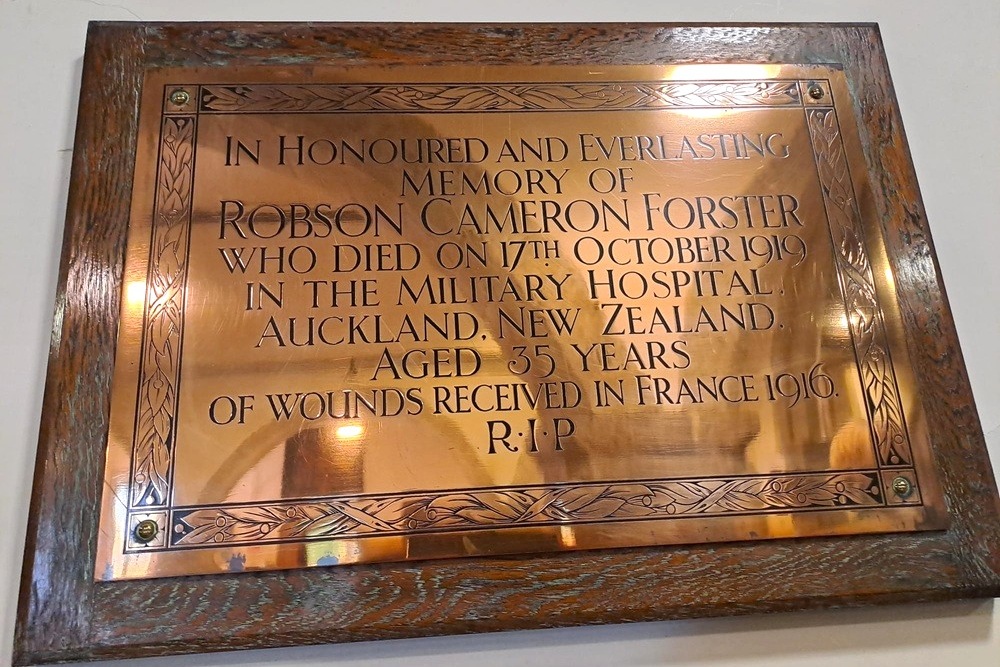 In Honoured and Everlasting
memory of
Robson Cameron Forster
who died on 17th October 1919
in the Military Hospital,
Auckland, New Zealand,
Aged 35 years
of wounds received in France 1916.
R·I·P